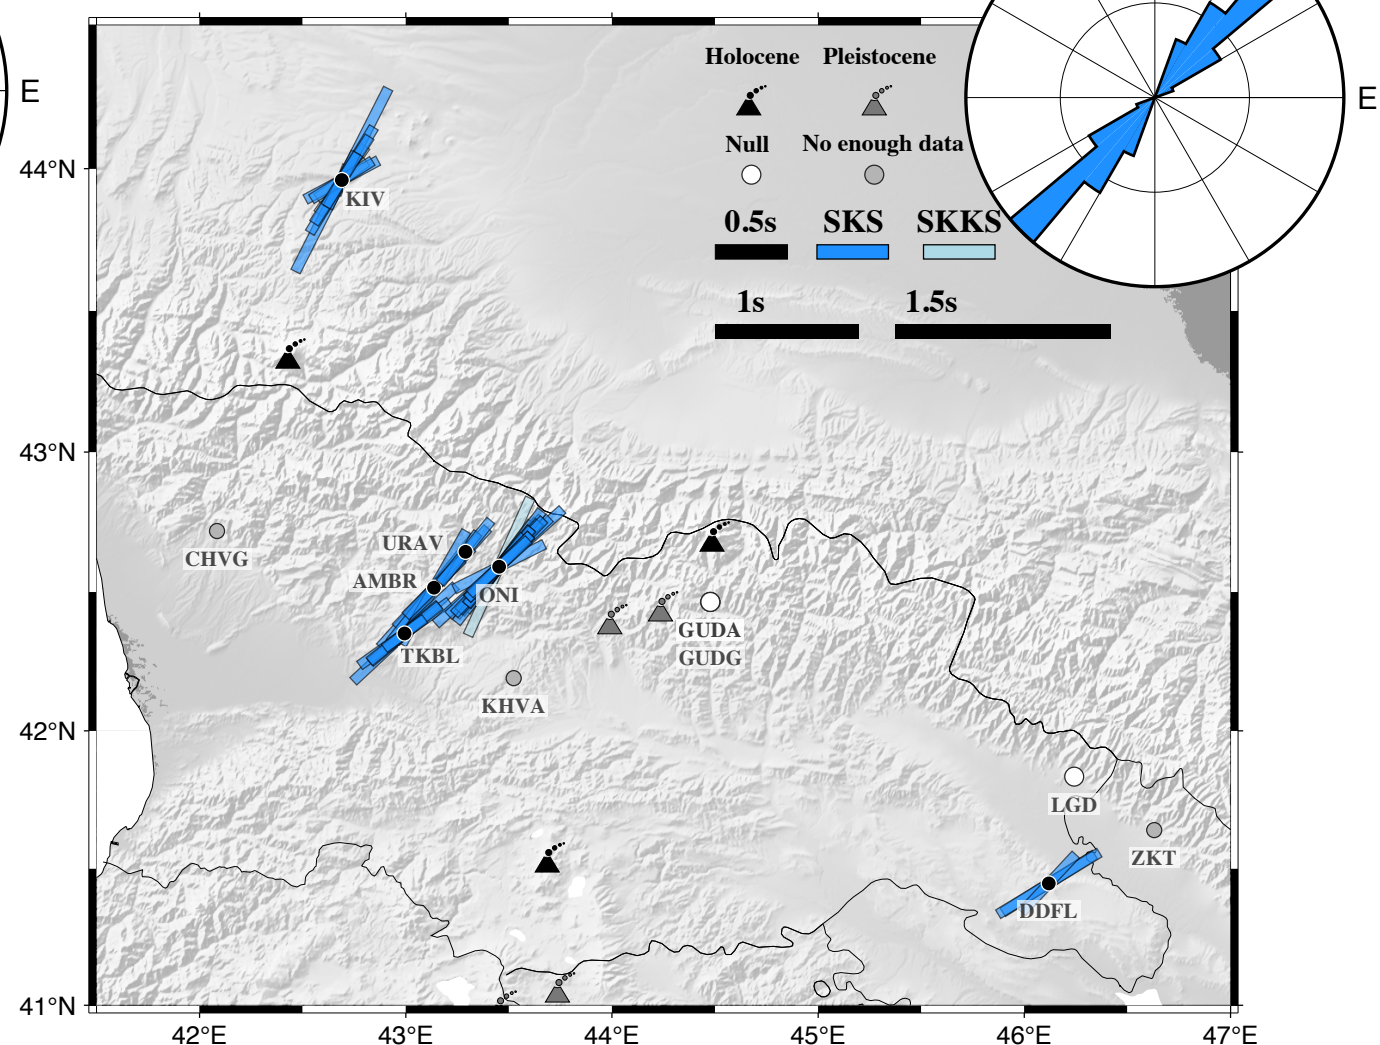 Holocene Pleistocene
E
E
Null No enough data
44°N
KIV
0.5s SKS SKKS
1s 1.5s
43°N
URAV
CHVG
AMBR
ONI
GUDA
TKBL
GUDG
KHVA
42°N
LGD
ZKT
DDFL
41°N
42°E 43°E 44°E 45°E 46°E 47°E